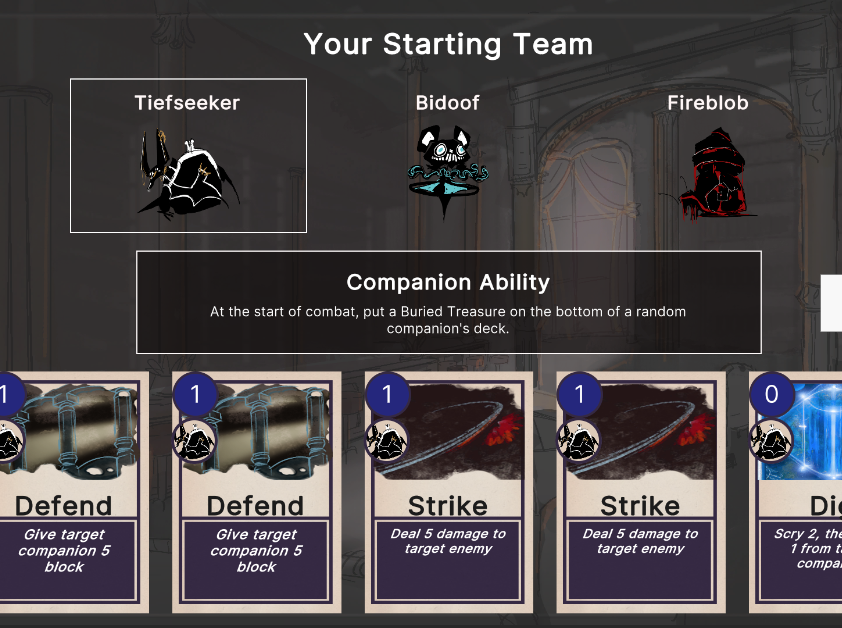 Your Starting Team
Tiefseeker
Bidoof
Fireblob
Companion Ability
At the start of combat, put a Buried Treasure on the bottom of a random
companion's deck.
1
Defend
Give target
companion 5
block
1
Defend
Give target
companion 5
block
1
Strike
Deal 5 damage to
target enemy
1
Strike
Deal 5 damage to
target enemy
0
Scry 2,
1 from